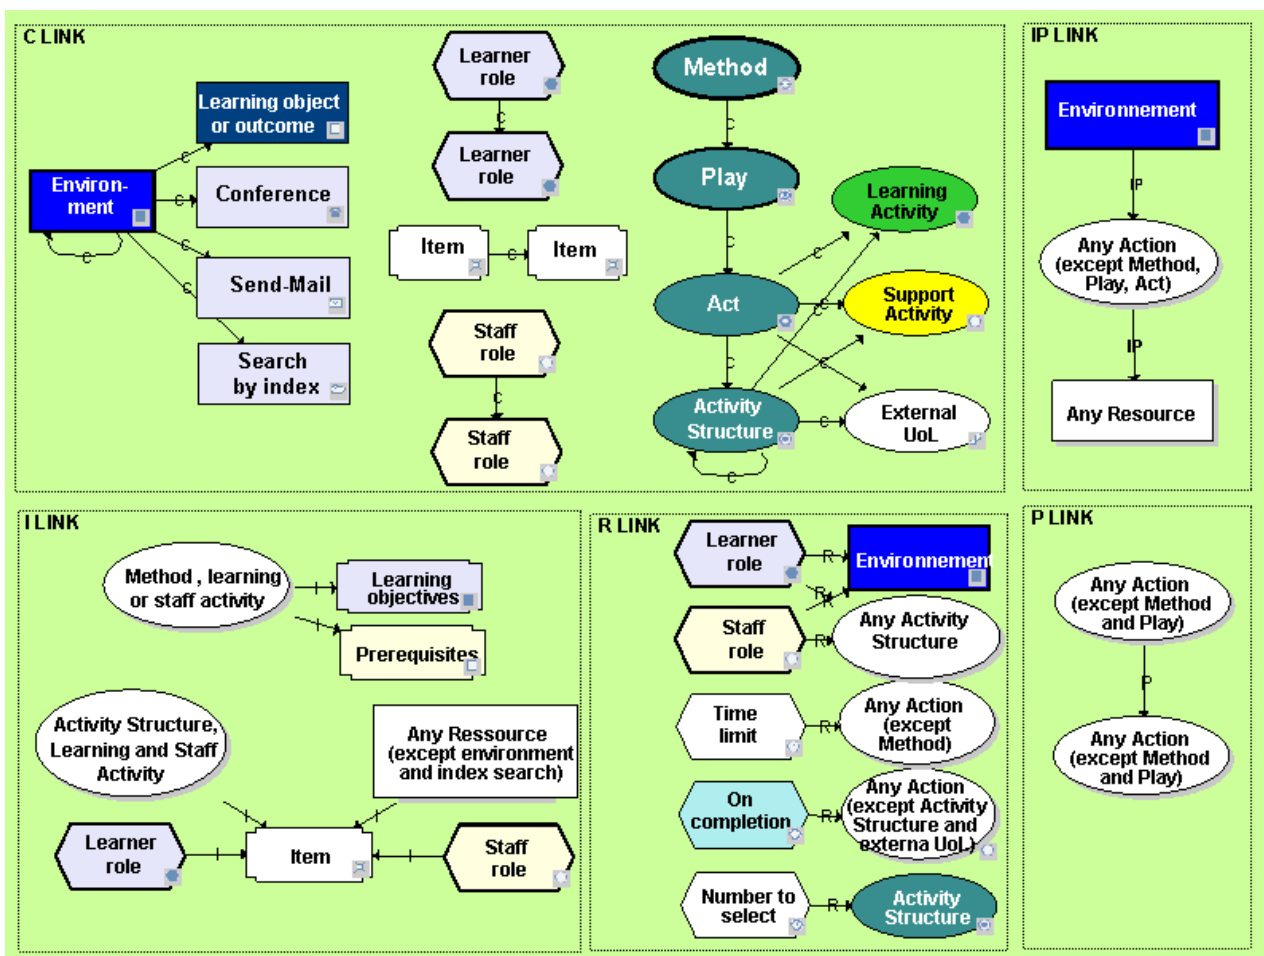 C LINK
Learning object
or outcome
Environ-
ment
Conference
Send-Mail
Search
by index
C
C
C
C
C
Learner
role
C
Learner
role
Item
C
Item
Staff
role
C
Staff
role
Method
C
Play
C
Act
C
Activity
Structure
C
Learning
Activity
Support
Activity
External
UoL
C
C
C
C
C
IP LINK
Environnement
IP
Any Action
(except Method,
Play, Act)
IP
Any Resource
I LINK
Method , learning
or staff activity
I
Learning
objectives
I
Prerequisites
Activity Structure,
Learning and Staff
Activity
Any Ressource
(except environment
and index search)
I
I
Learner
role
I
Item
I
Staff
role
R LINK
Learner
role
R
Environnement
R
R
Staff
role
R
Any Activity
Structure
Time
limit
R
Any Action
(except
Method)
On
completion
R
Any Action
(except Activity
Structure and
externa UoL)
Number to
select
R
Activity
Structure
P LINK
Any Action
(except Method
and Play)
P
Any Action
(except Method
and Play)